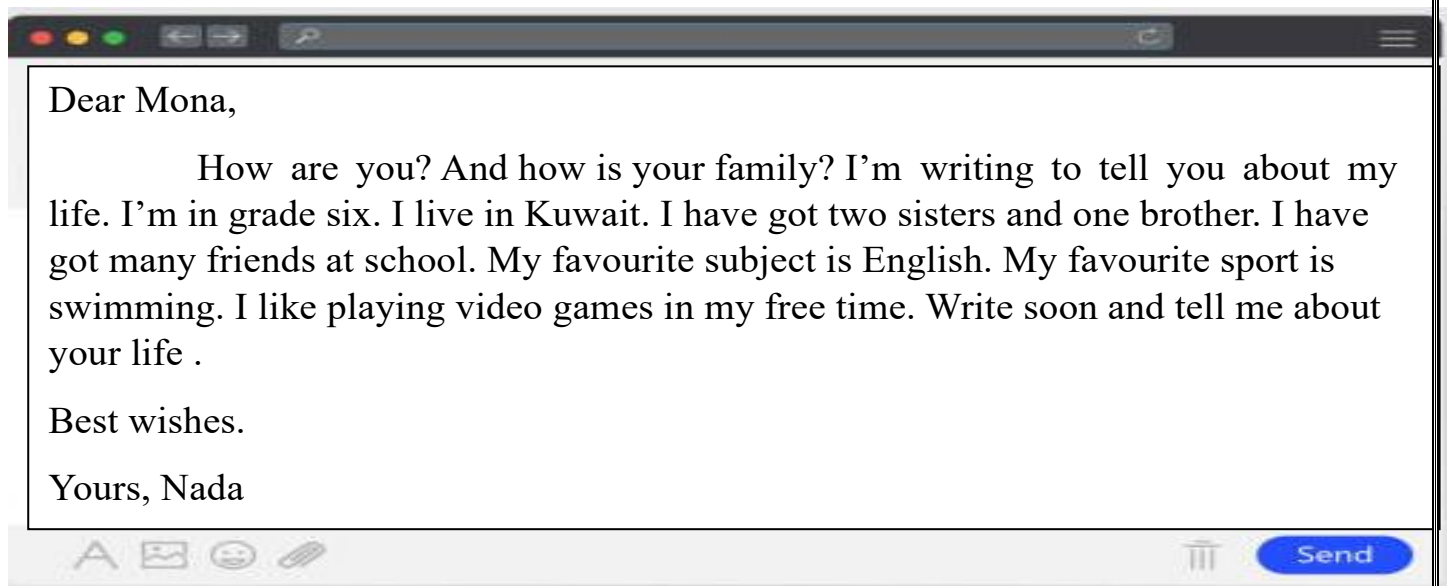 Dear Mona,
How are you? And how is your family? I’m writing to tell you about my
life. I’m in grade six. I live in Kuwait. I have got two sisters and one brother. I have
got many friends at school. My favourite subject is English. My favourite sport is
swimming. I like playing video games in my free time. Write soon and tell me about
your life .
Best wishes.
Yours, Nada
A
Send